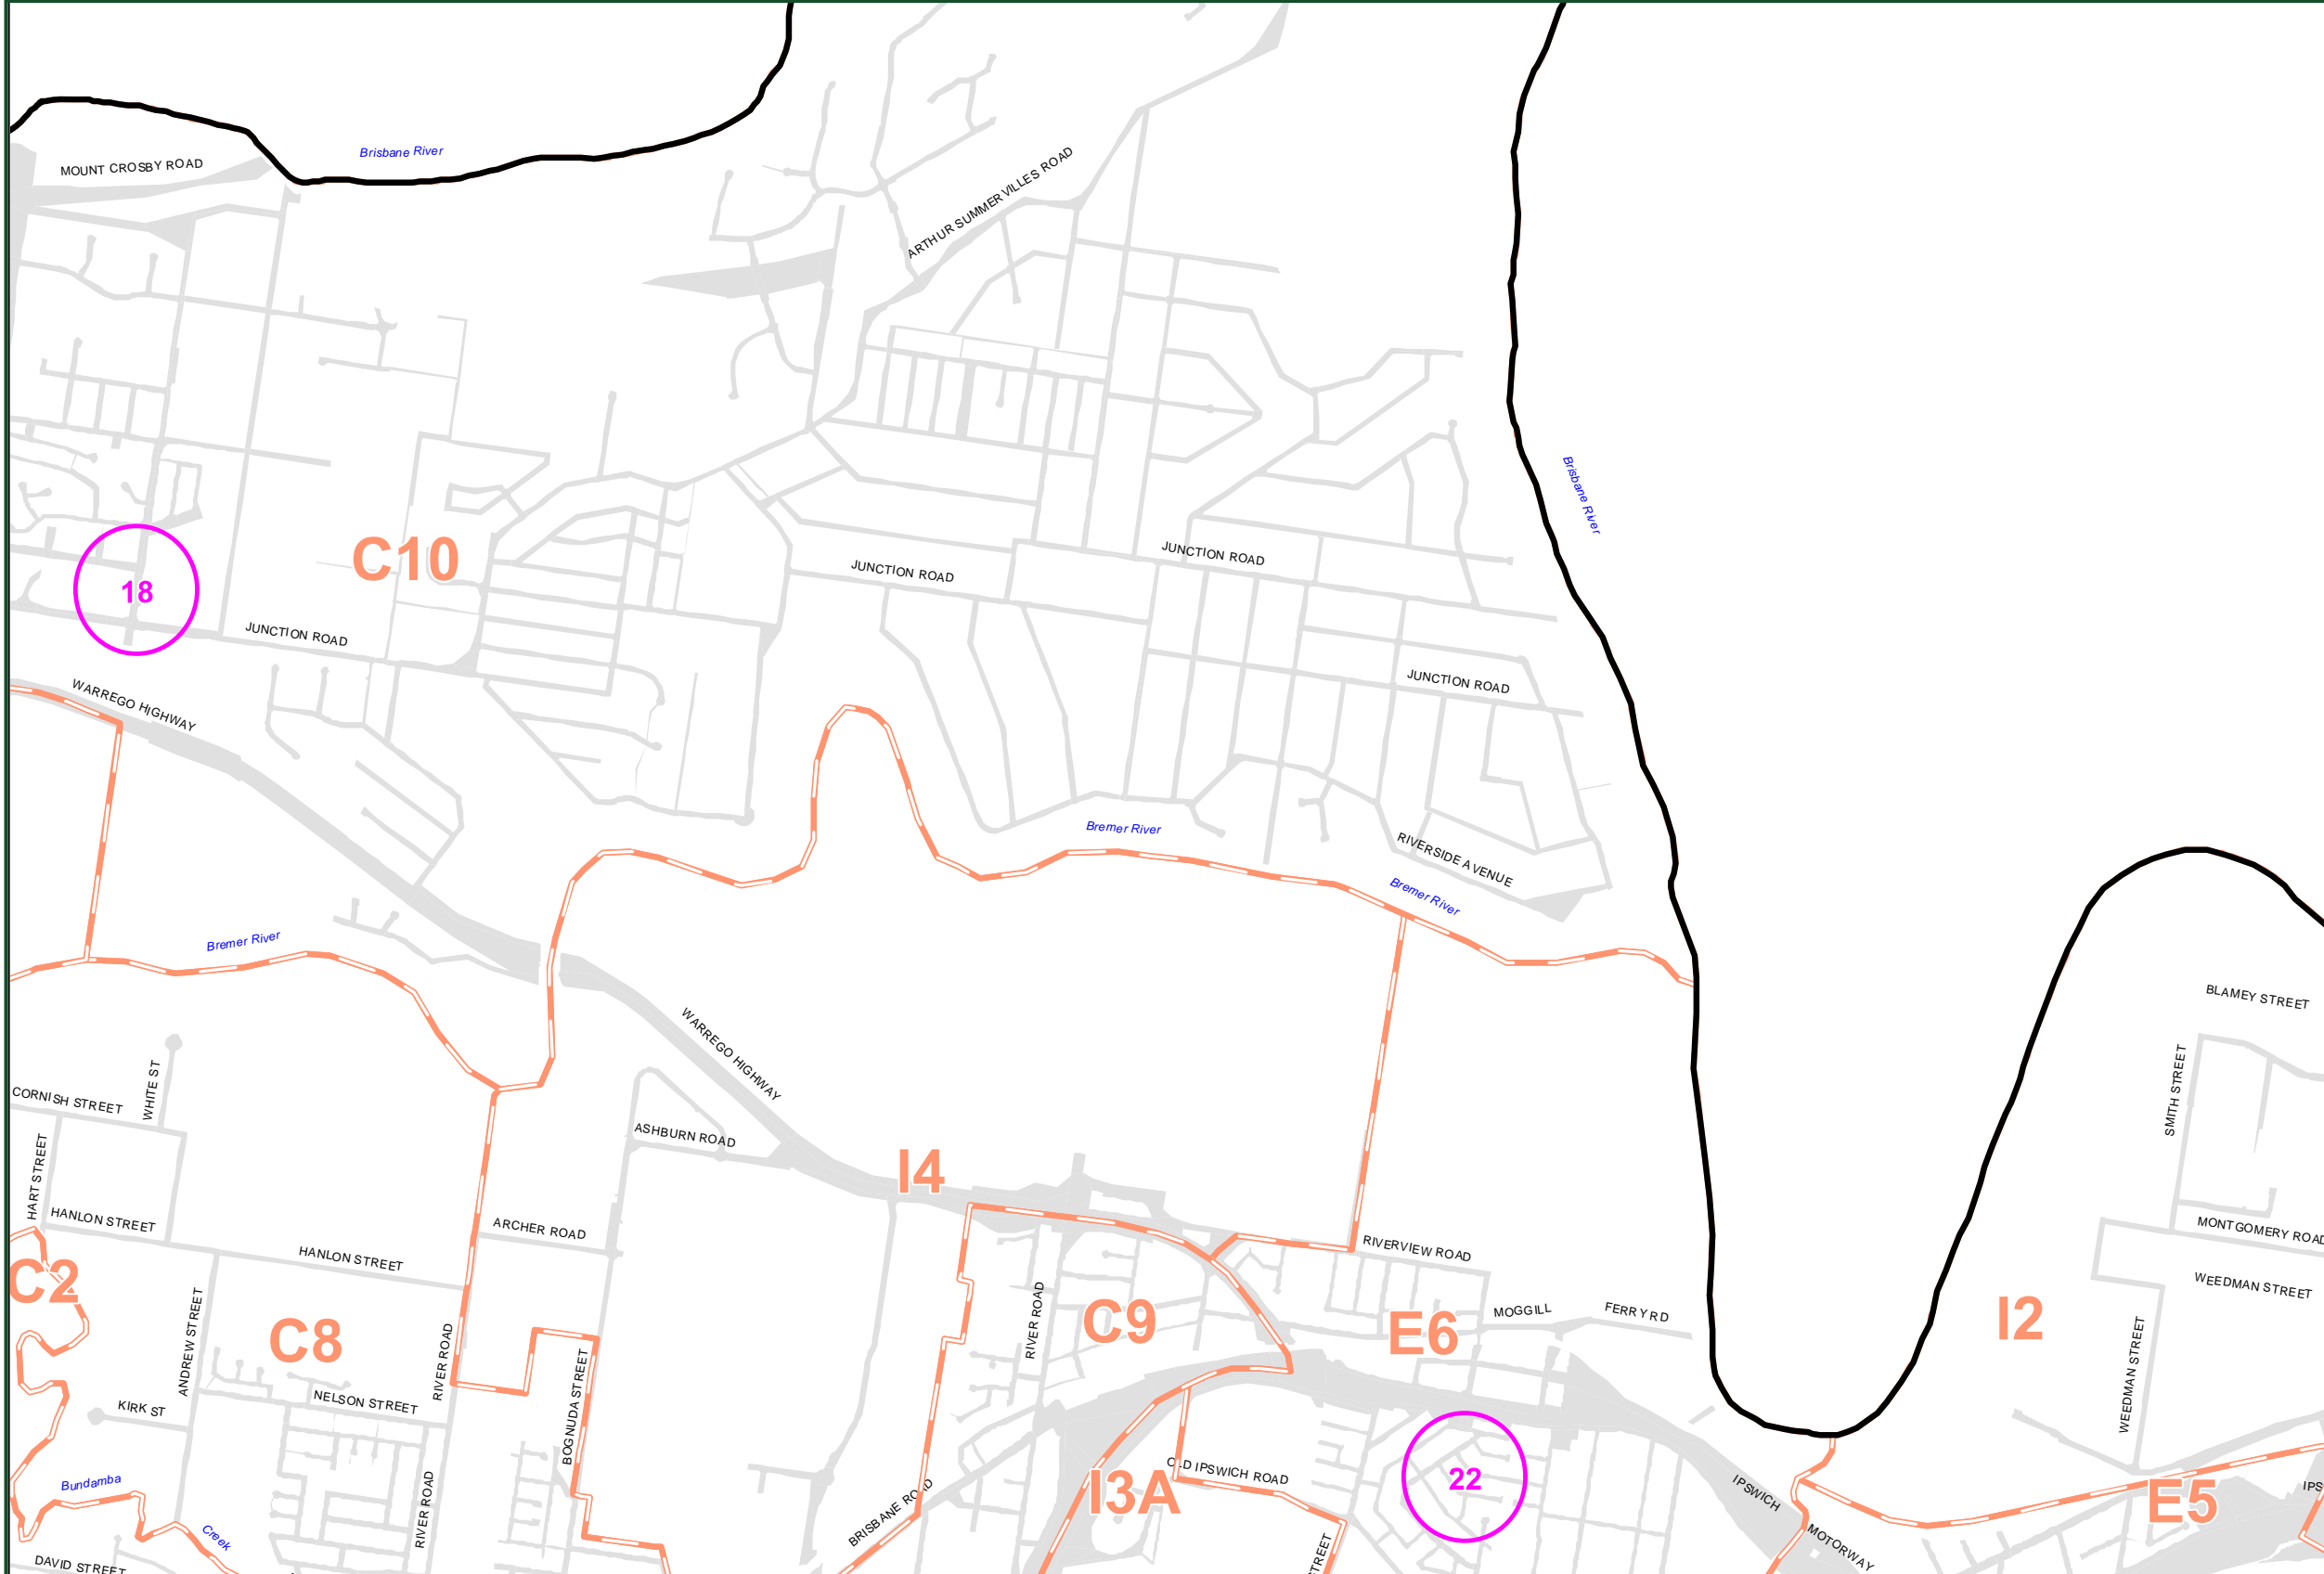 Brisbane River
MOUNT CROSBY ROAD
ARTHUR SUMMERVILLES ROAD
Brisbane River
C10
18
JUNCTION ROAD
JUNCTION ROAD
JUNCTION ROAD
JUNCTION ROAD
WARREGO HIGHWAY
Bremer River
RIVERSIDE AVENUE
Bremer River
Bremer River
BLAMEY STREET
WARREGO HIGHWAY
SMITH STREET
WHITE ST
CORNISH STREET
ASHBURN ROAD
HART STREET
I4
HANLON STREET
ARCHER ROAD
MONTGOMERY ROAD
HANLON STREET
RIVERVIEW ROAD
C2
WEEDMAN STREET
ANDREW STREET
C8
RIVER ROAD
RIVER ROAD
C9
E6
MOGGILL
FERRY RD
I2
BOGNUDA STREET
WEEDMAN STREET
KIRK ST
NELSON STREET
Bundamba
Creek
RIVER ROAD
BRISBANE ROAD
OLD IPSWICH ROAD
I3A
22
IPSWICH
MOTORWAY
E5
IPS
STREET
DAVID STREET